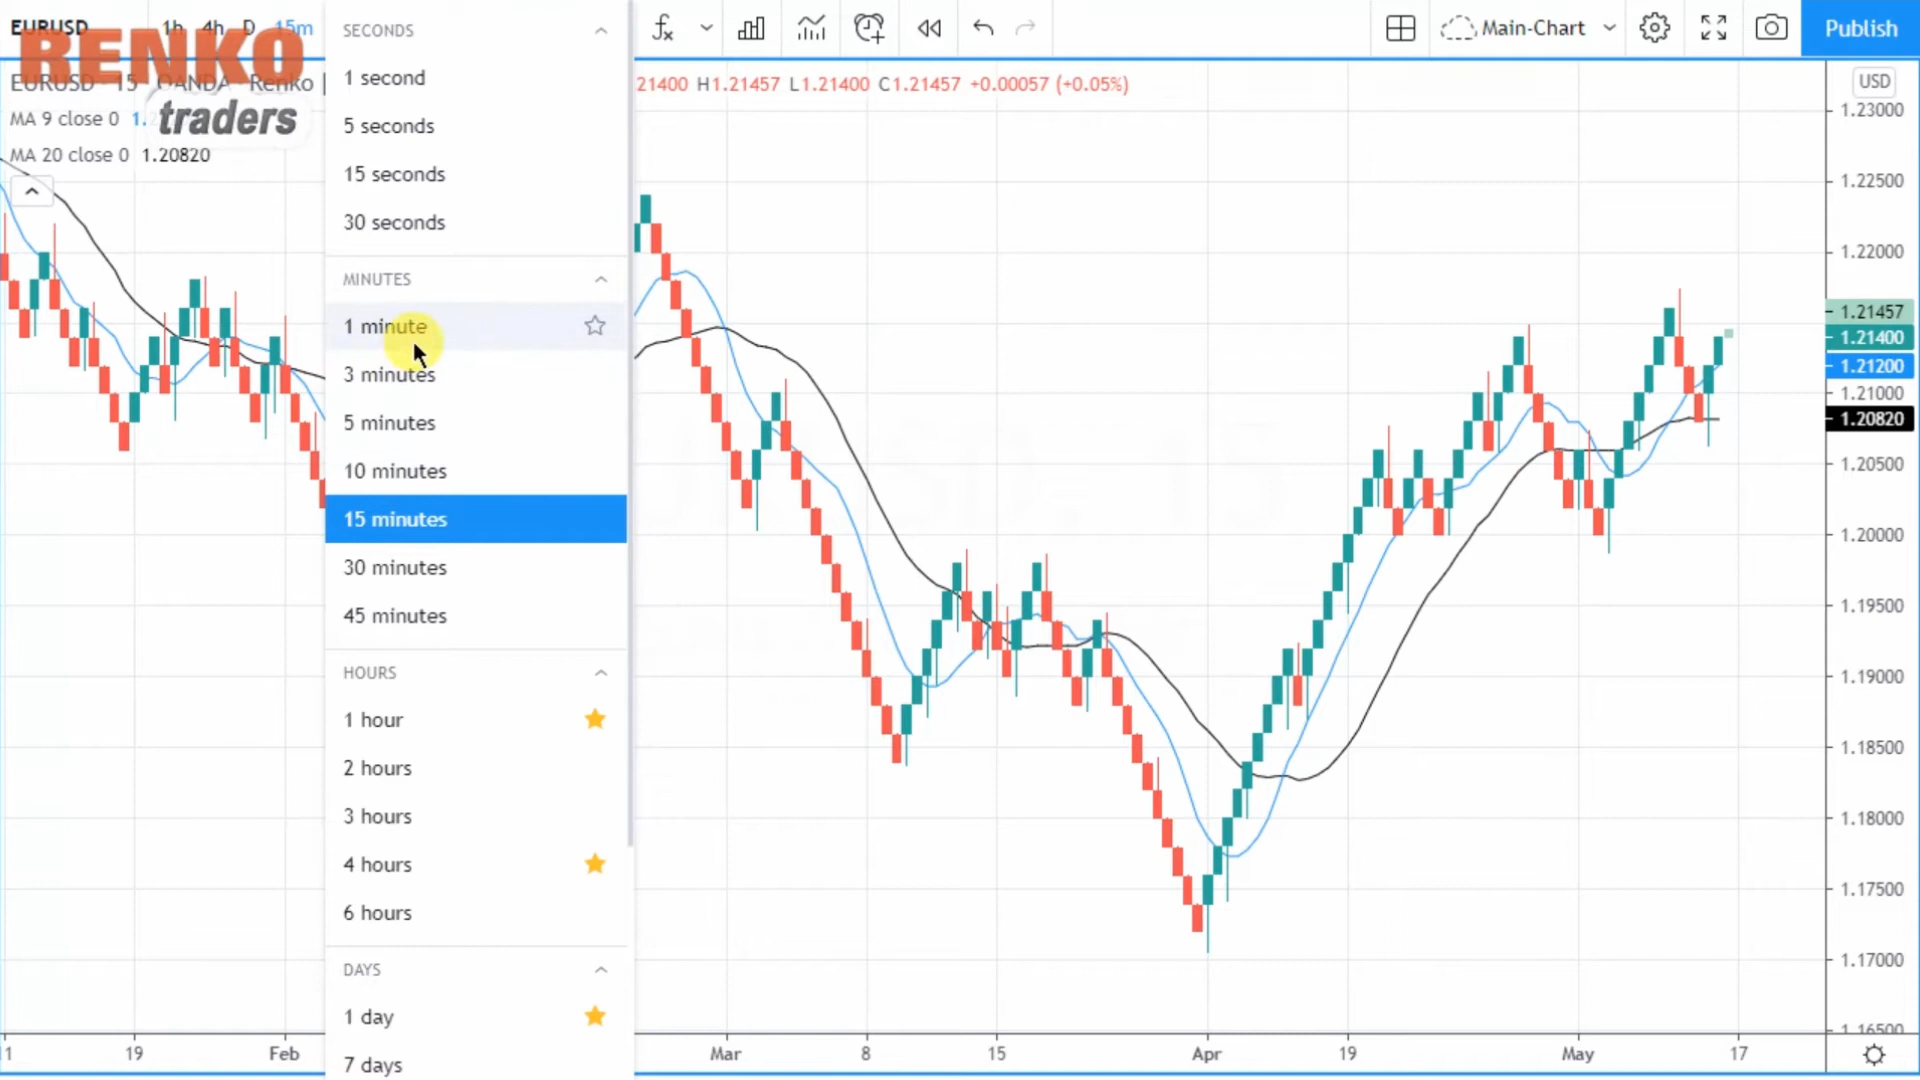 EURUSD 1h 4h D 15m
Main-Chart
Publish
RENKO
traders
EURUSD 15 OANDA Renko
21400 H1.21457 L1.21400 C1.21457 +0.00057 (+0.05%)
MA 9 close 0
MA 20 close 0 1.20820
SECONDS
1 second
5 seconds
15 seconds
30 seconds
MINUTES
1 minute
3 minutes
5 minutes
10 minutes
15 minutes
30 minutes
45 minutes
HOURS
1 hour
2 hours
3 hours
4 hours
6 hours
DAYS
1 day
7 days
USD
1.23000
1.22500
1.22000
1.21457
1.21400
1.21200
1.21000
1.20820
1.20500
1.20000
1.19500
1.19000
1.18500
1.18000
1.17500
1.17000
1.16500
19 Feb Mar 8 15 Apr 19 May 17